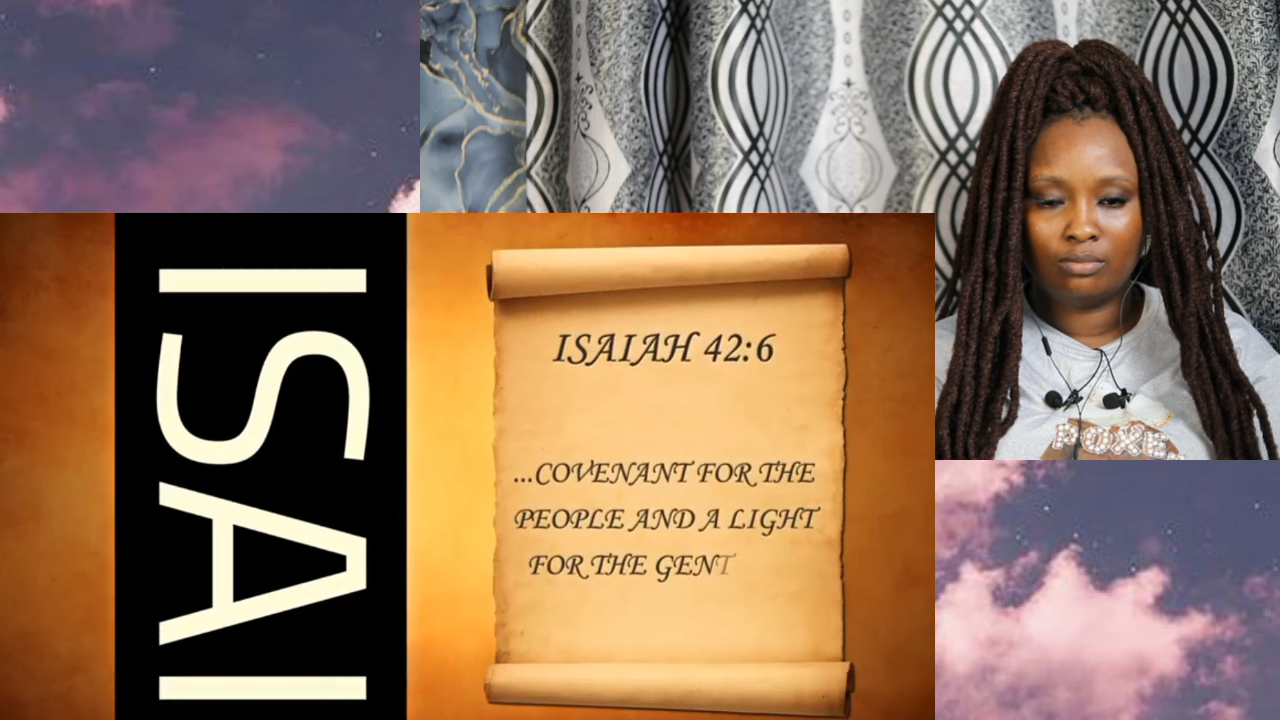 ISAI
ISAIAH 42:6
...COVENANT FOR THE
PEOPLE AND A LIGHT
FOR THE GENT